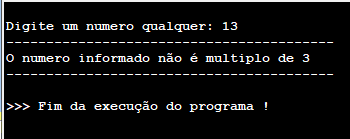 Digite um numero qualquer: 13
-----------------------------------------
O numero informado não é multiplo de 3
-----------------------------------------
>>> Fim da execução do programa !